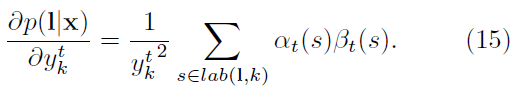 ∂p(l|x)/∂y_k^t = 1/(y_k^t)^2 ∑_{s∈lab(l,k)} α_t(s)β_t(s). (15)